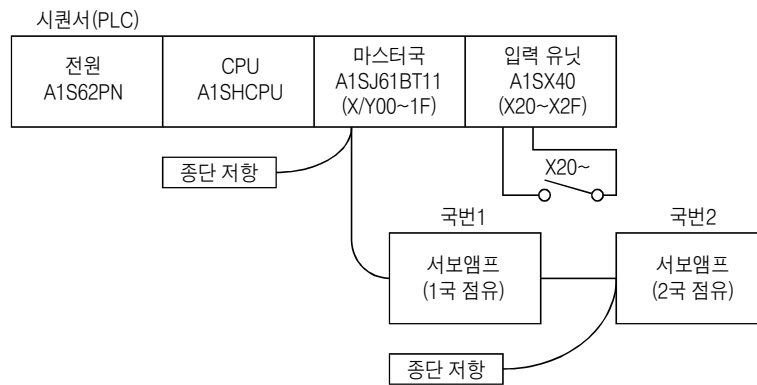 시퀀서(PLC)
전원
A1S62PN
CPU
A1SHCPU
마스터국
A1SJ61BT11
(X/Y00~1F)
입력 유닛
A1SX40
(X20~X2F)
종단 저항
X20~
국번1
국번2
서보앰프
(1국 점유)
서보앰프
(2국 점유)
종단 저항